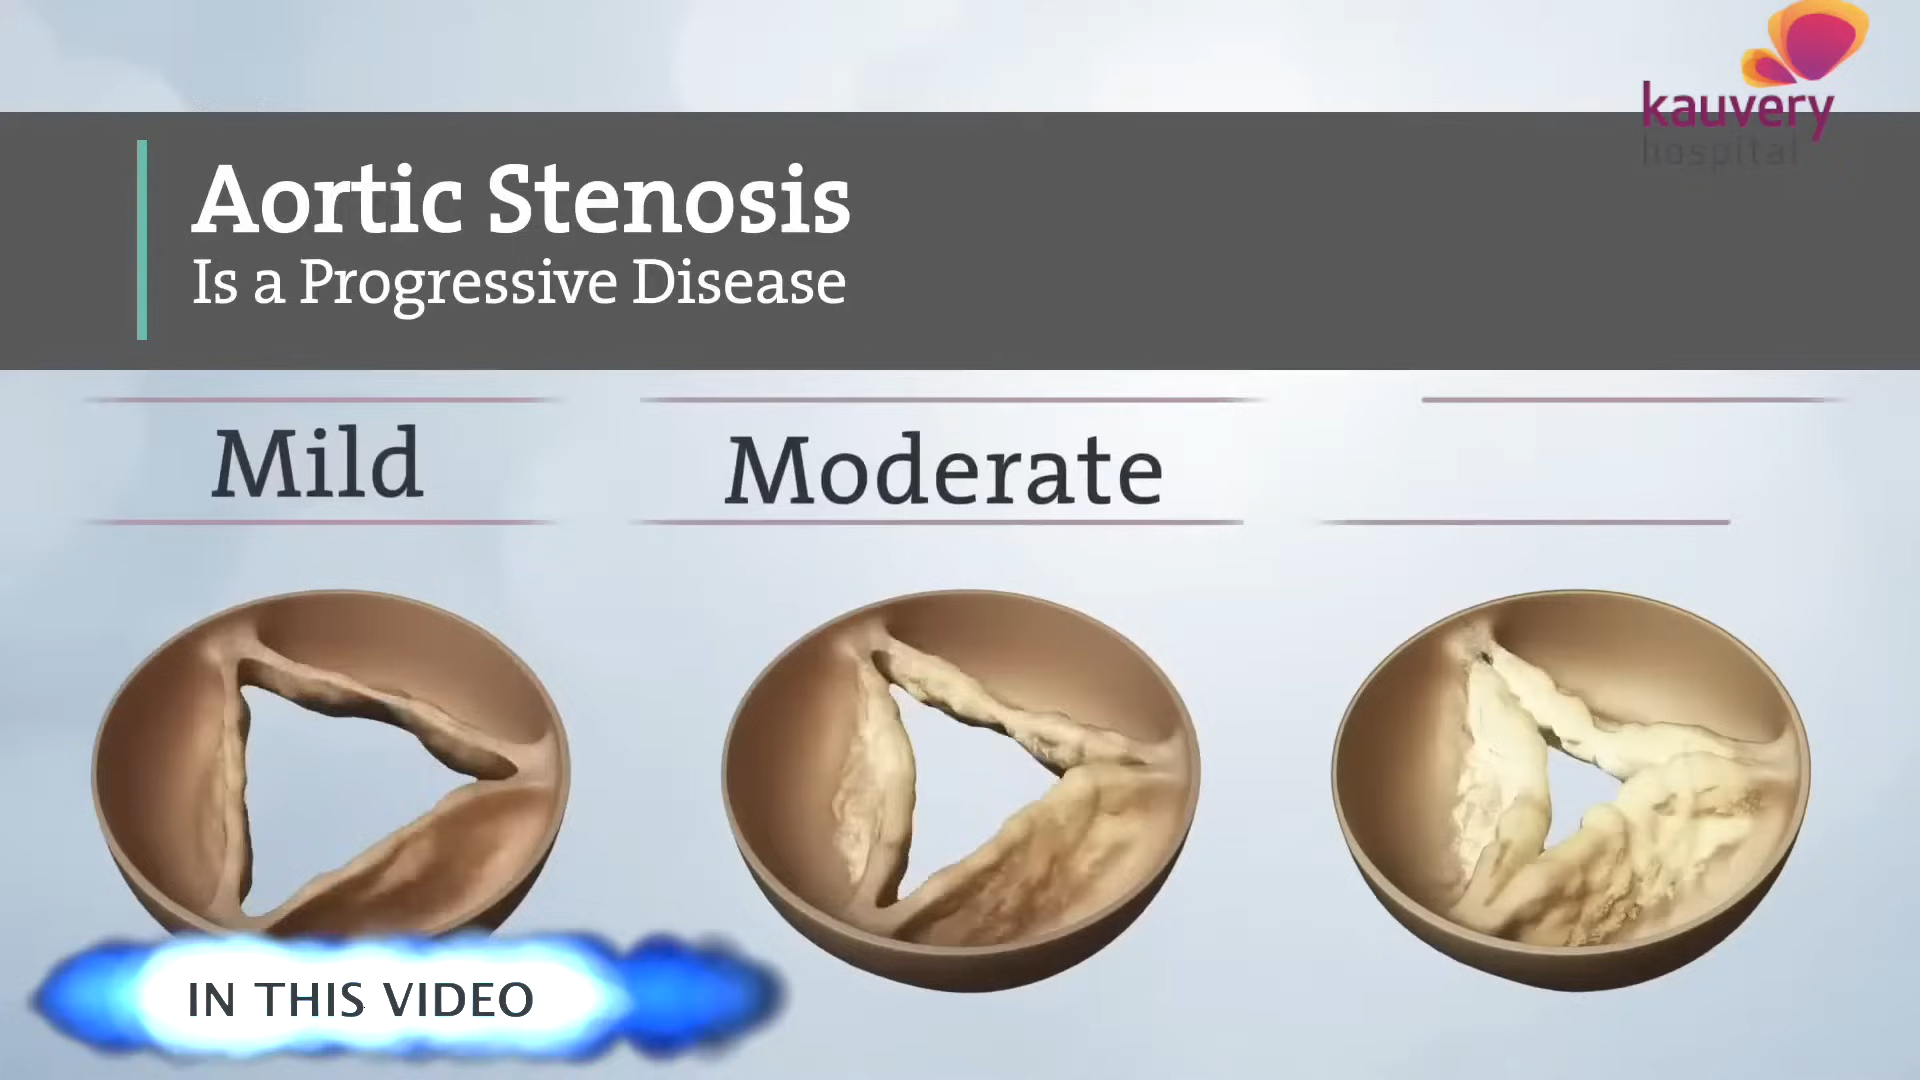 kauvery
hospital
Aortic Stenosis
Is a Progressive Disease
Mild
Moderate
IN THIS VIDEO